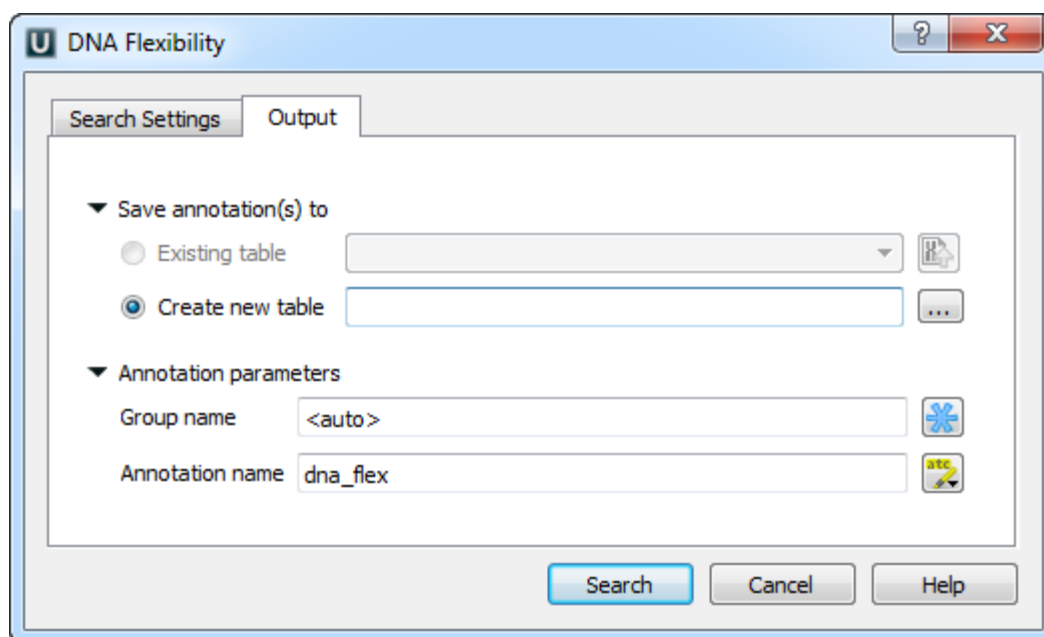 U DNA Flexibility ? X
Search Settings Output
Save annotation(s) to
Existing table
Create new table ...
Annotation parameters
Group name <auto>
Annotation name dna_flex atc
Search Cancel Help